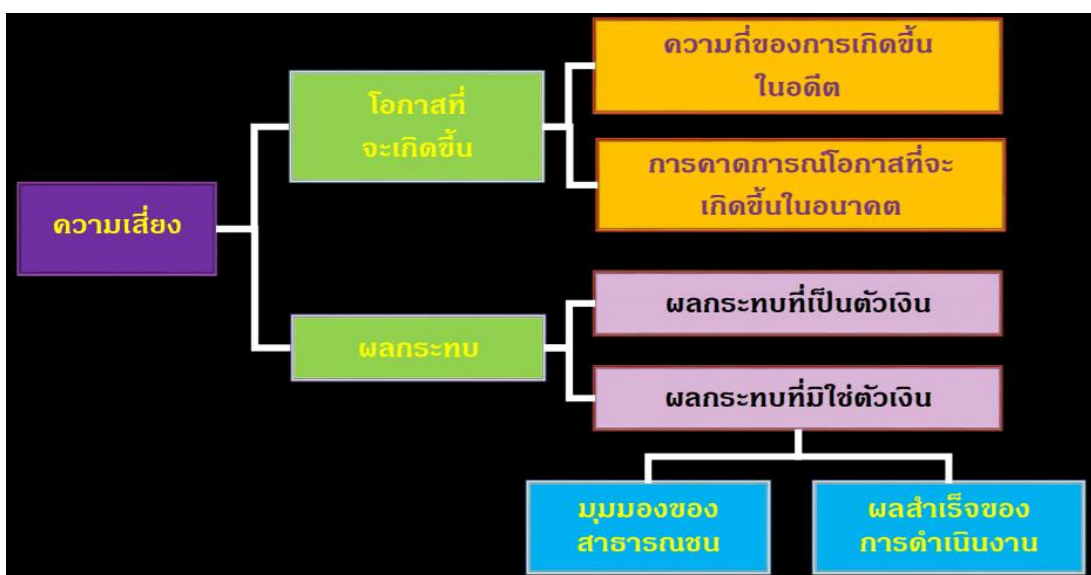 ความถี่ของการเกิดขึ้น
ในอดีต
โอกาสที่
จะเกิดขึ้น
การคาดการณ์โอกาสที่จะ
เกิดขึ้นในอนาคต
ความเสี่ยง
ผลกระทบที่เป็นตัวเงิน
ผลกระทบ
ผลกระทบที่มิใช่ตัวเงิน
มุมมองของ
สาธารณชน
ผลสำเร็จของ
การดำเนินงาน